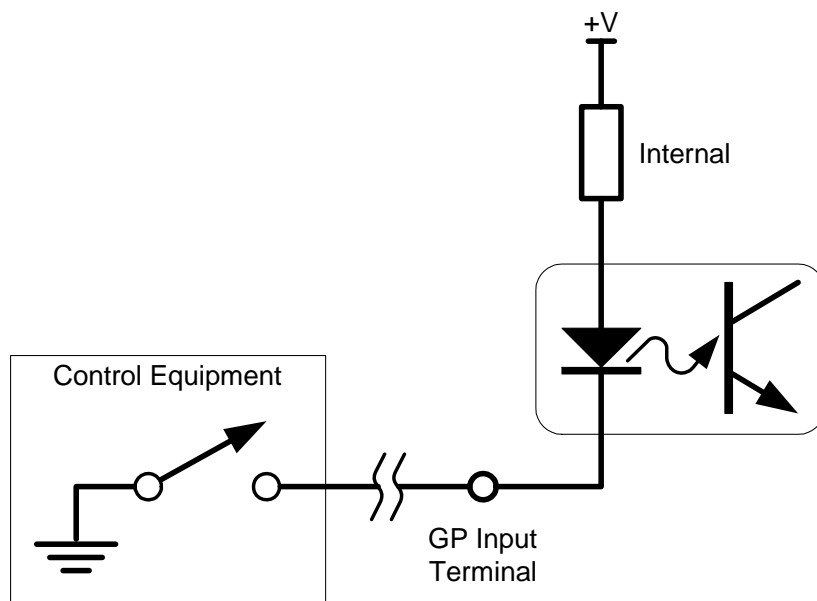 +V
Internal
Control Equipment
GP Input
Terminal